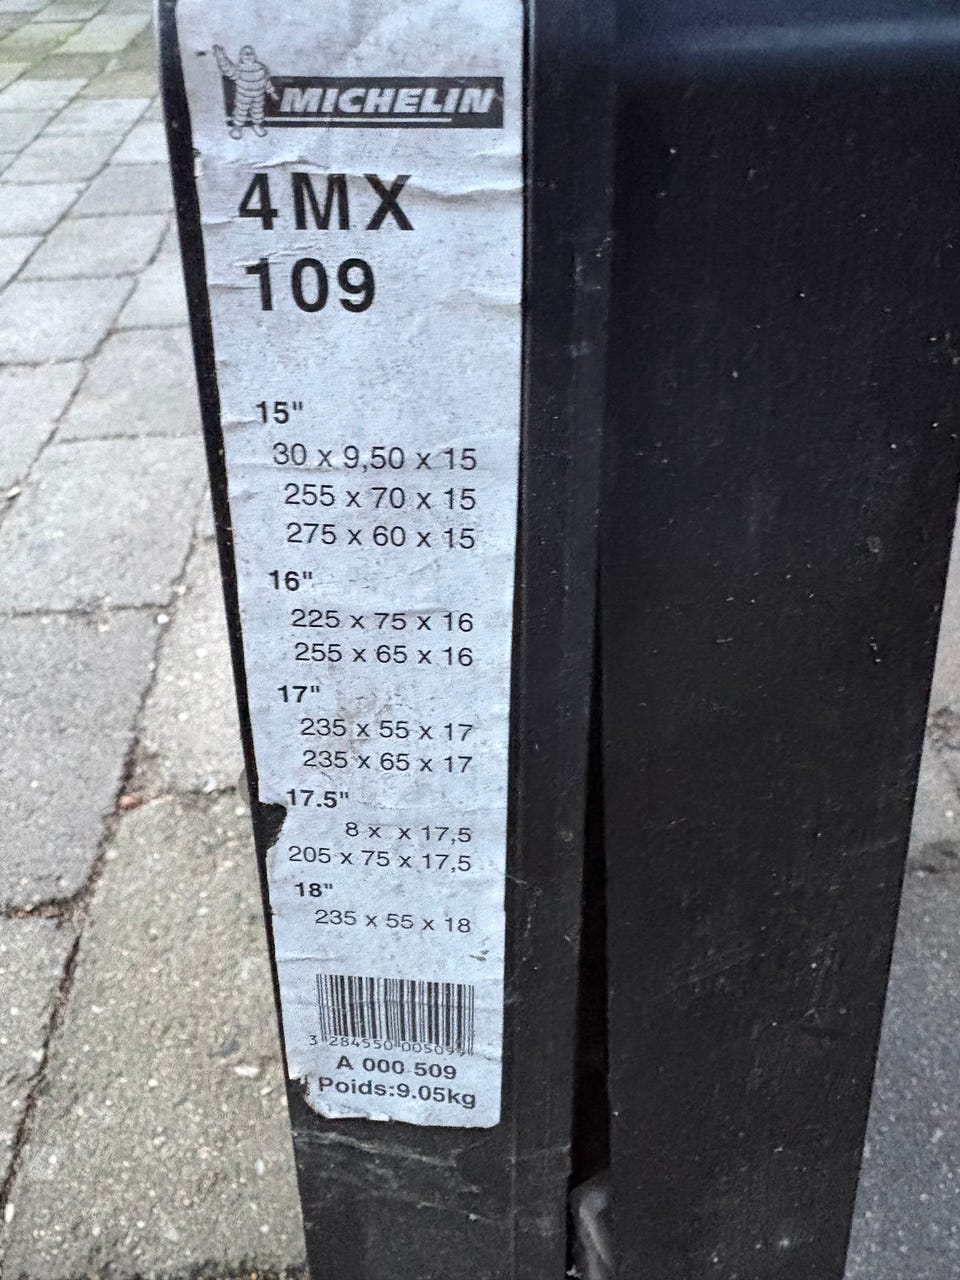 MICHELIN
4MX
109
15"
30 x 9,50 x 15
255 x 70 x 15
275 x 60 x 15
16"
225 x 75 x 16
255 x 65 x 16
17"
235 x 55 x 17
235 x 65 x 17
17.5"
8 x x 17,5
205 x 75 x 17,5
18"
235 x 55 x 18
A 000 509
Poids:9.05kg